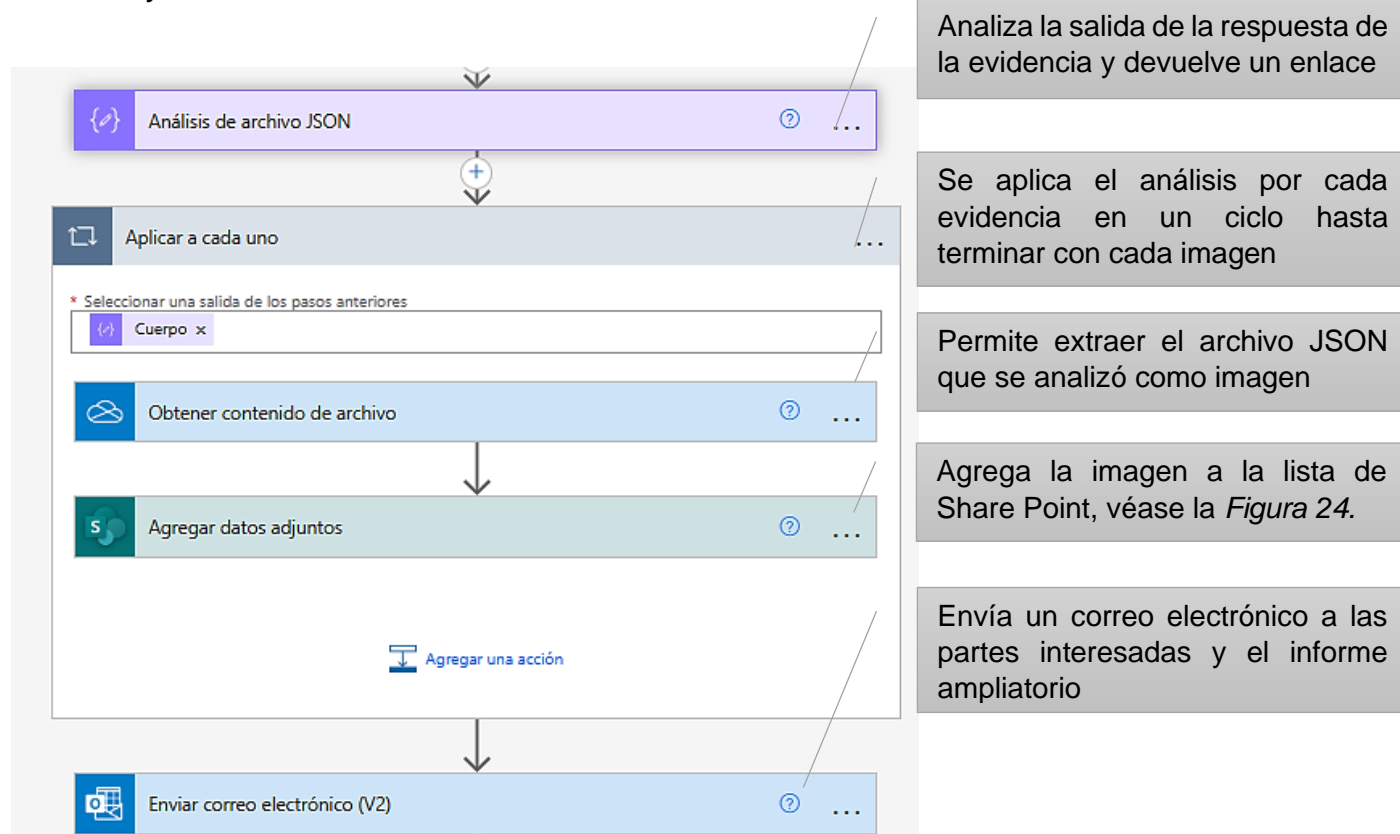 Analiza la salida de la respuesta de
la evidencia y devuelve un enlace
Análisis de archivo JSON
Se aplica el análisis por cada
evidencia en un ciclo hasta
terminar con cada imagen
Aplicar a cada uno
* Seleccionar una salida de los pasos anteriores
Cuerpo x
Permite extraer el archivo JSON
que se analizó como imagen
Obtener contenido de archivo
Agrega la imagen a la lista de
Share Point, véase la Figura 24.
S Agregar datos adjuntos
Envía un correo electrónico a las
partes interesadas y el informe
ampliatorio
Agregar una acción
Enviar correo electrónico (V2)